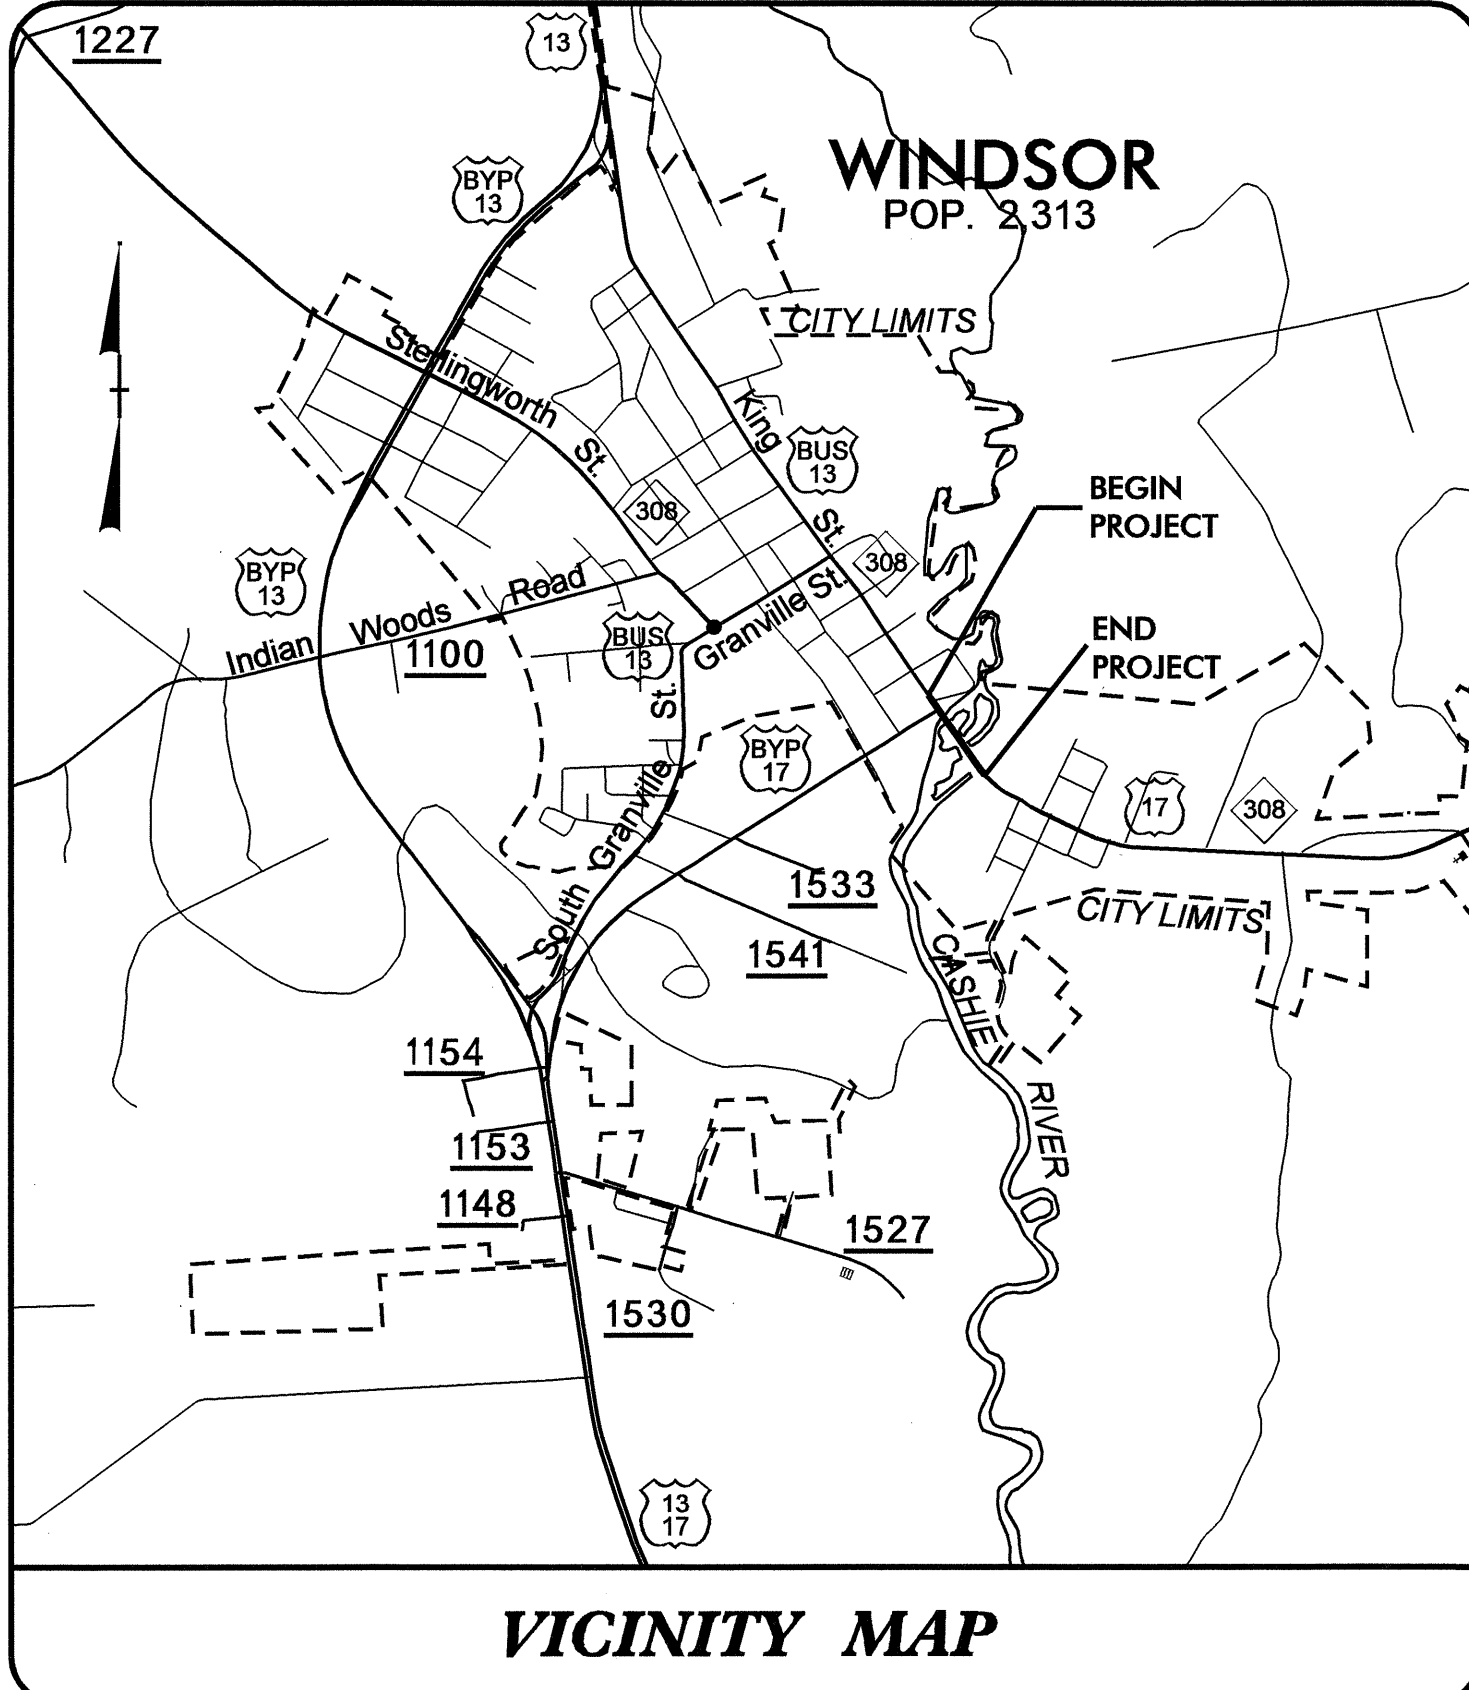 1227
13
WINDSOR
POP. 2,313
BYP
13
CITY LIMITS
Sterlingworth St.
King St.
BUS
13
308
BEGIN
PROJECT
308
BYP
13
Indian Woods Road
1100
BUS
13
Granville St.
END
PROJECT
South Granville St.
BYP
17
17
308
1533
CITY LIMITS
1541
CASHIE RIVER
1154
1153
1148
1527
1530
13
17
VICINITY MAP